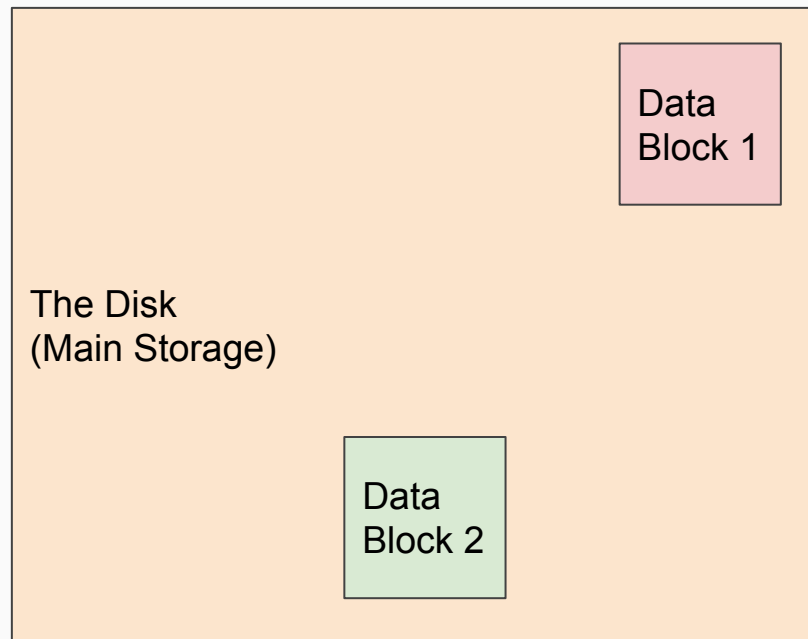 Data
Block 1
The Disk
(Main Storage)
Data
Block 2